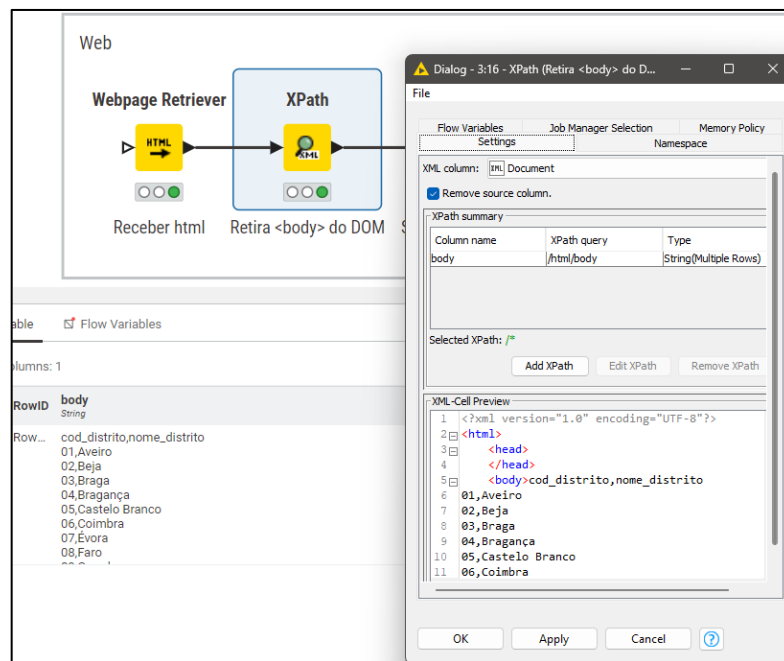 Web
Webpage Retriever
HTML
Receber html
XPath
XML
Retira <body> do DOM
S
able
Flow Variables
olumns: 1
RowID
body
String
Row...
cod_distrito,nome_distrito
01,Aveiro
02,Beja
03,Braga
04,Bragança
05,Castelo Branco
06,Coimbra
07,Évora
08,Faro
Dialog - 3:16 - XPath (Retira <body> do D...
File
Flow Variables
Job Manager Selection
Memory Policy
Settings
Namespace
XML column:
XML Document
Remove source column.
XPath summary
Column name
XPath query
Type
body
/html/body
String(Multiple Rows)
Selected XPath: /*
Add XPath
Edit XPath
Remove XPath
XML-Cell Preview
1 <?xml version="1.0" encoding="UTF-8"?>
2 <html>
3 <head>
4 </head>
5 <body>cod_distrito,nome_distrito
6 01,Aveiro
7 02,Beja
8 03,Braga
9 04,Bragança
10 05,Castelo Branco
11 06,Coimbra
OK
Apply
Cancel
?